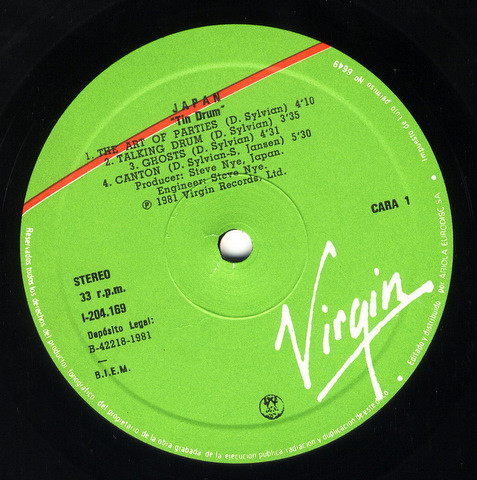 JAPAN
"Tin Drum"
1. THE ART OF PARTIES (D. Sylvian) 4'10
2. TALKING DRUM (D. Sylvian) 3'35
3. GHOSTS (D. Sylvian) 4'31
4. CANTON (D. Sylvian-S. Jansen) 5'30
Producer: Steve Nye, Japan.
Engineer: Steve Nye.
℗ 1981 Virgin Records, Ltd.
CARA 1
STEREO
33 r.p.m.
I-204.169
Depósito Legal:
B-42218-1981
B.I.E.M.
Virgin
Reservados todos los derechos del productor fonográfico, del propietario de la obra grabada, de la ejecución pública, radiación y duplicación de este disco
Editado y distribuido por ARIOLA EURODISC SA
(Impuesto de lujo permiso Nº 6649